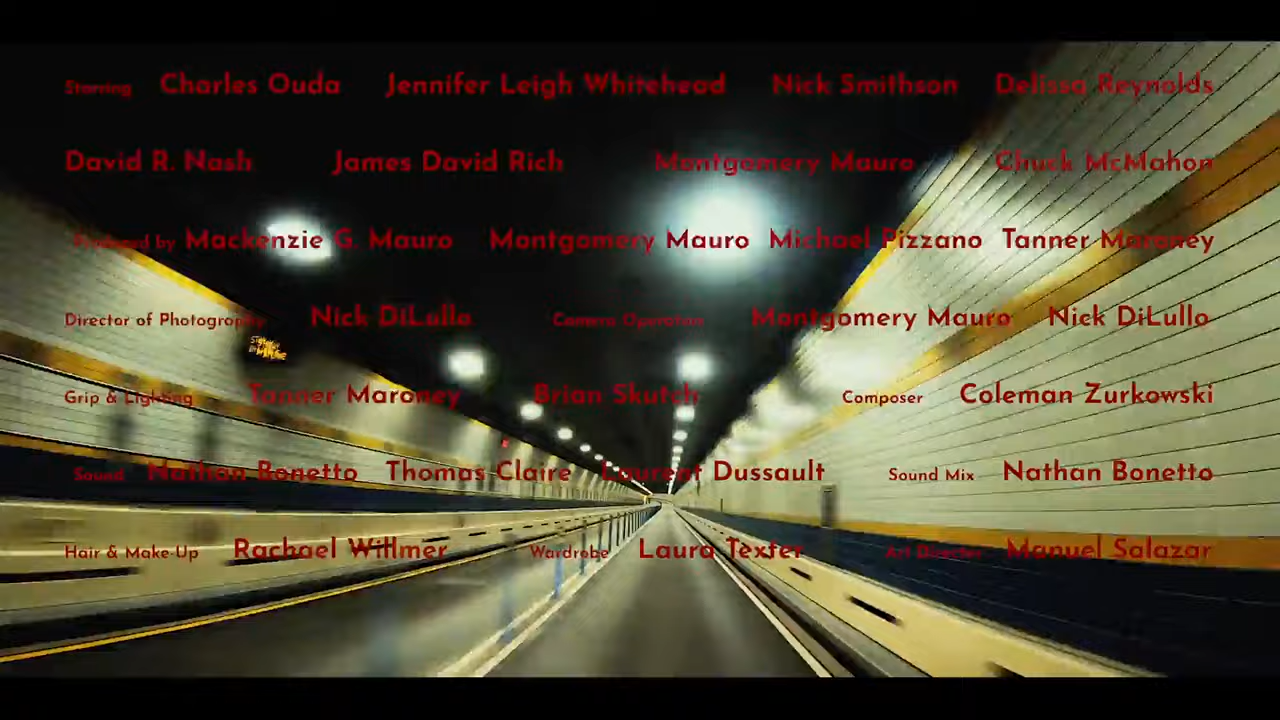 Starring Charles Ouda Jennifer Leigh Whitehead Nick Smithson Delissa Reynolds
David R. Nash James David Rich Montgomery Mauro Chuck McMahon
Produced by Mackenzie G. Mauro Montgomery Mauro Michael Pizzano Tanner Maroney
Director of Photography Nick DiLullo Camera Operators Montgomery Mauro Nick DiLullo
Grip & Lighting Tanner Maroney Brian Skutch Composer Coleman Zurkowski
Sound Nathan Bonetto Thomas Claire Laurent Dussault Sound Mix Nathan Bonetto
Hair & Make-Up Rachael Willmer Wardrobe Laura Texter Art Director Manuel Salazar